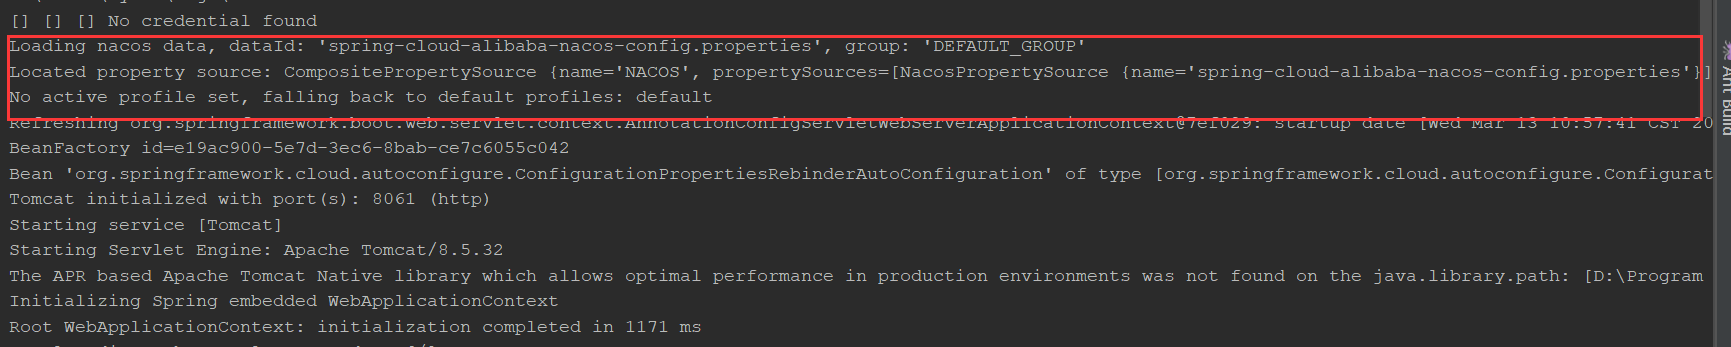 [] [] [] No credential found
Loading nacos data, dataId: 'spring-cloud-alibaba-nacos-config.properties', group: 'DEFAULT_GROUP'
Located property source: CompositePropertySource {name='NACOS', propertySources=[NacosPropertySource {name='spring-cloud-alibaba-nacos-config.properties'}]
No active profile set, falling back to default profiles: default
Refreshing org.springframework.boot.web.servlet.context.AnnotationConfigServletWebServerApplicationContext@7ef029: startup date [Wed Mar 13 10:57:41 CST 20
BeanFactory id=e19ac900-5e7d-3ec6-8bab-ce7c6055c042
Bean 'org.springframework.cloud.autoconfigure.ConfigurationPropertiesRebinderAutoConfiguration' of type [org.springframework.cloud.autoconfigure.Configurat
Tomcat initialized with port(s): 8061 (http)
Starting service [Tomcat]
Starting Servlet Engine: Apache Tomcat/8.5.32
The APR based Apache Tomcat Native library which allows optimal performance in production environments was not found on the java.library.path: [D:\Program
Initializing Spring embedded WebApplicationContext
Root WebApplicationContext: initialization completed in 1171 ms
Ant Build